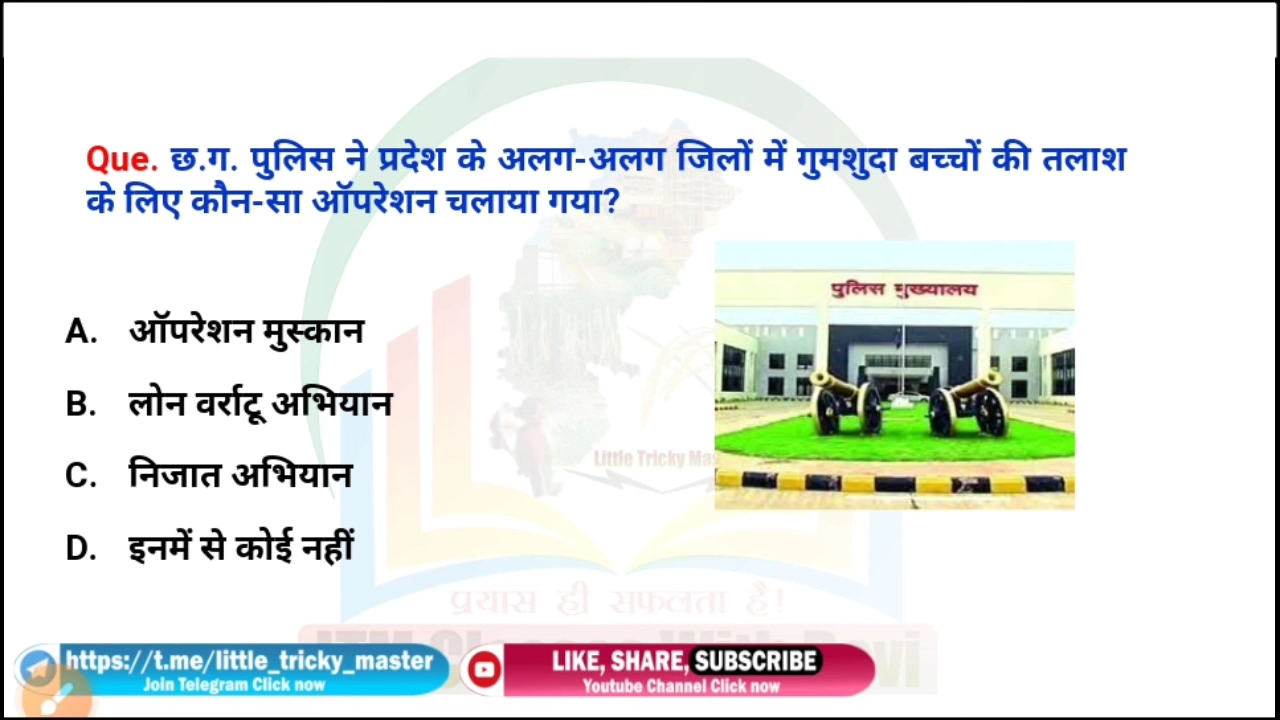 Que. छ.ग. पुलिस ने प्रदेश के अलग-अलग जिलों में गुमशुदा बच्चों की तलाश
के लिए कौन-सा ऑपरेशन चलाया गया?
पुलिस मुख्यालय
A. ऑपरेशन मुस्कान
B. लोन वर्राटू अभियान
C. निजात अभियान
Little Tricky Mas
D. इनमें से कोई नहीं
प्रयास ही सफलता है!
https://t.me/little_tricky_master
Join Telegram Click now
LIKE, SHARE, SUBSCRIBE
Youtube Channel Click now